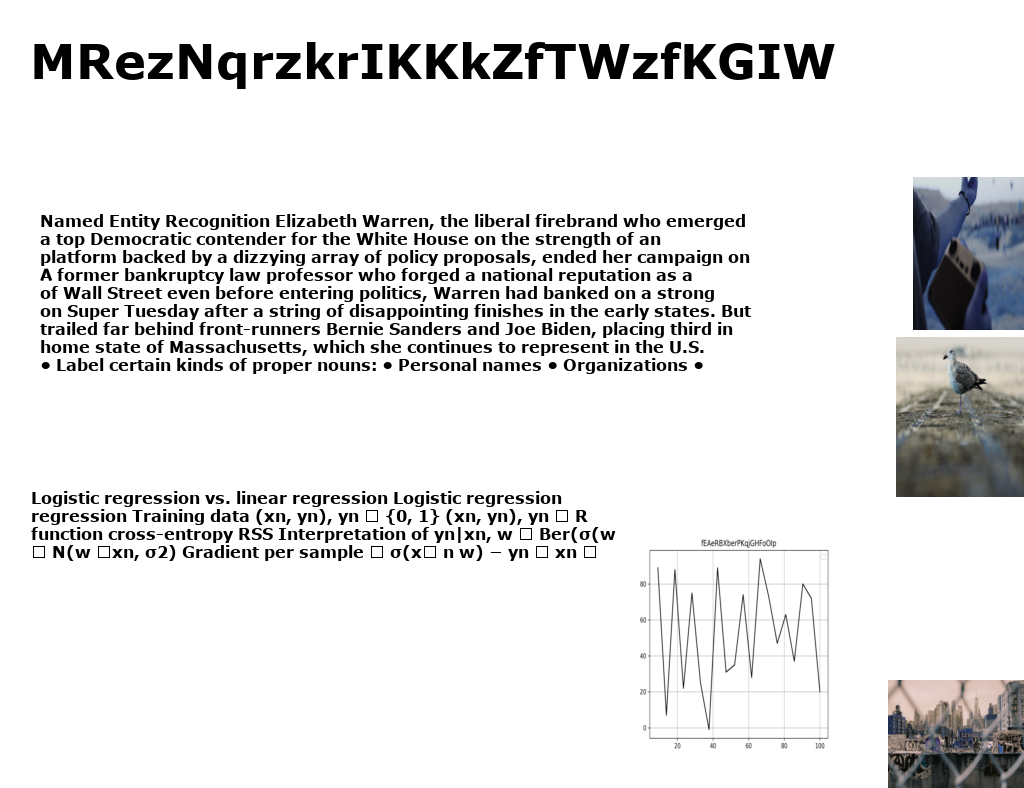 MRezNqrzkrIKKkZfTWzfKGIW
Named Entity Recognition Elizabeth Warren, the liberal firebrand who emerged
a top Democratic contender for the White House on the strength of an
platform backed by a dizzying array of policy proposals, ended her campaign on
A former bankruptcy law professor who forged a national reputation as a
of Wall Street even before entering politics, Warren had banked on a strong
on Super Tuesday after a string of disappointing finishes in the early states. But
trailed far behind front-runners Bernie Sanders and Joe Biden, placing third in
home state of Massachusetts, which she continues to represent in the U.S.
● Label certain kinds of proper nouns: ● Personal names ● Organizations ●
Logistic regression vs. linear regression Logistic regression
regression Training data (xn, yn), yn □ {0, 1} (xn, yn), yn □ R
function cross-entropy RSS Interpretation of yn|xn, w □ Ber(σ(w
□ N(w □xn, σ2) Gradient per sample □ σ(x□ n w) − yn □ xn □
fEAeRBXberPKqjGHFoOIp
80
60
40
20
0
20 40 60 80 100